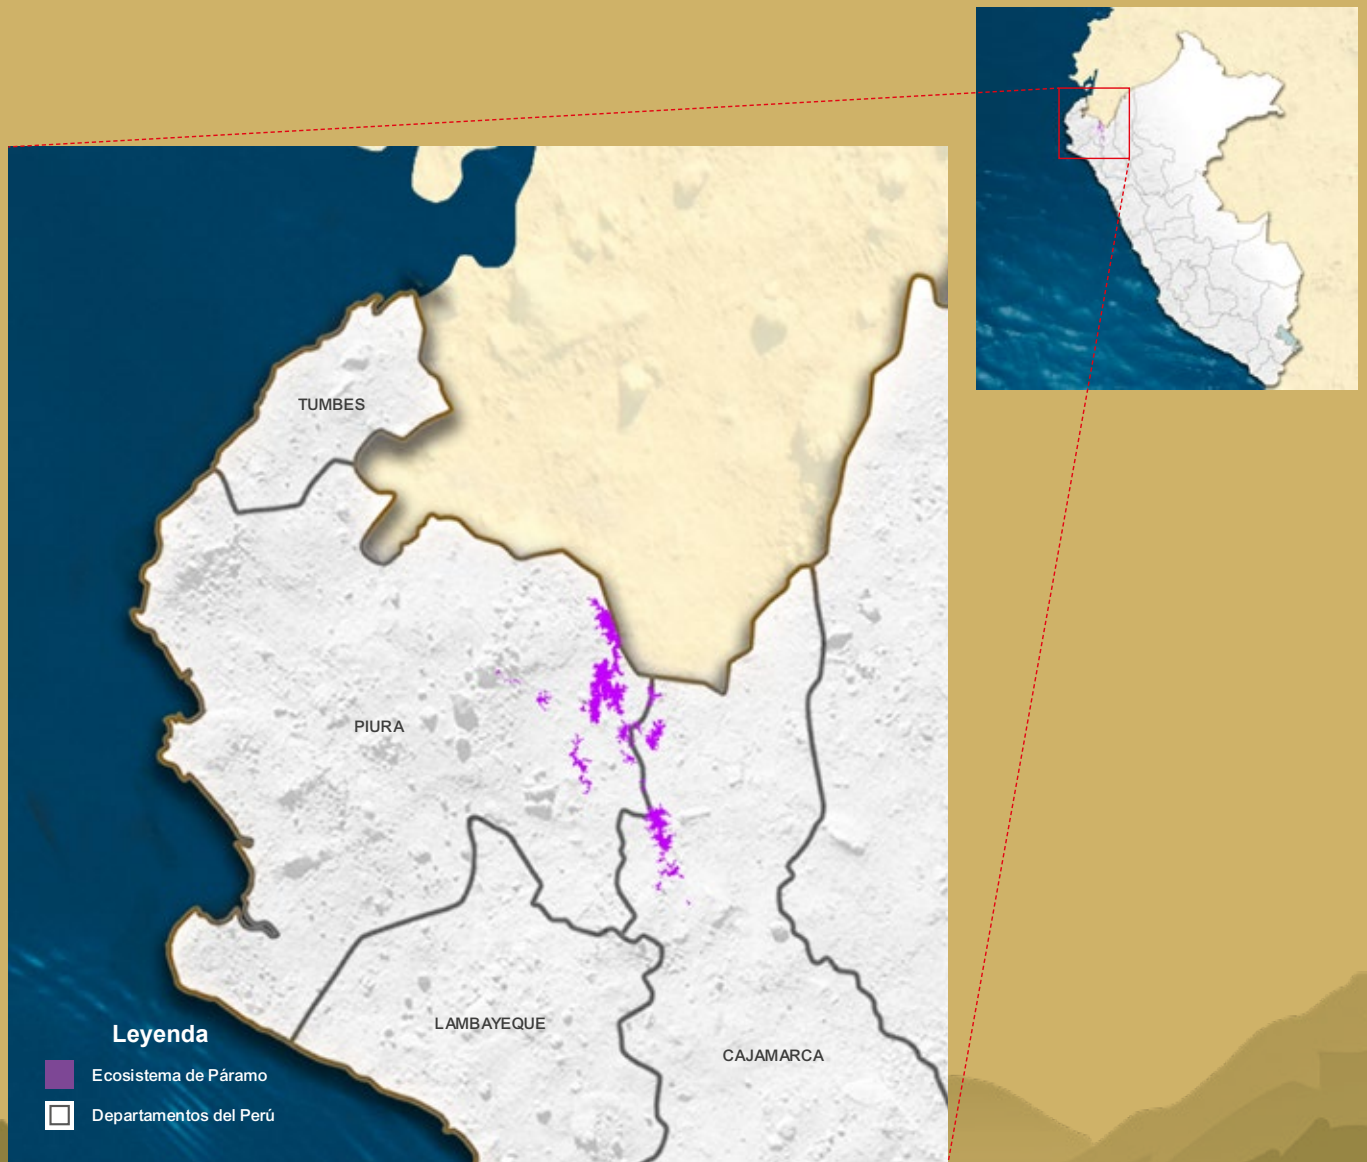 TUMBES
PIURA
LAMBAYEQUE
CAJAMARCA
Leyenda
Ecosistema de Páramo
Departamentos del Perú